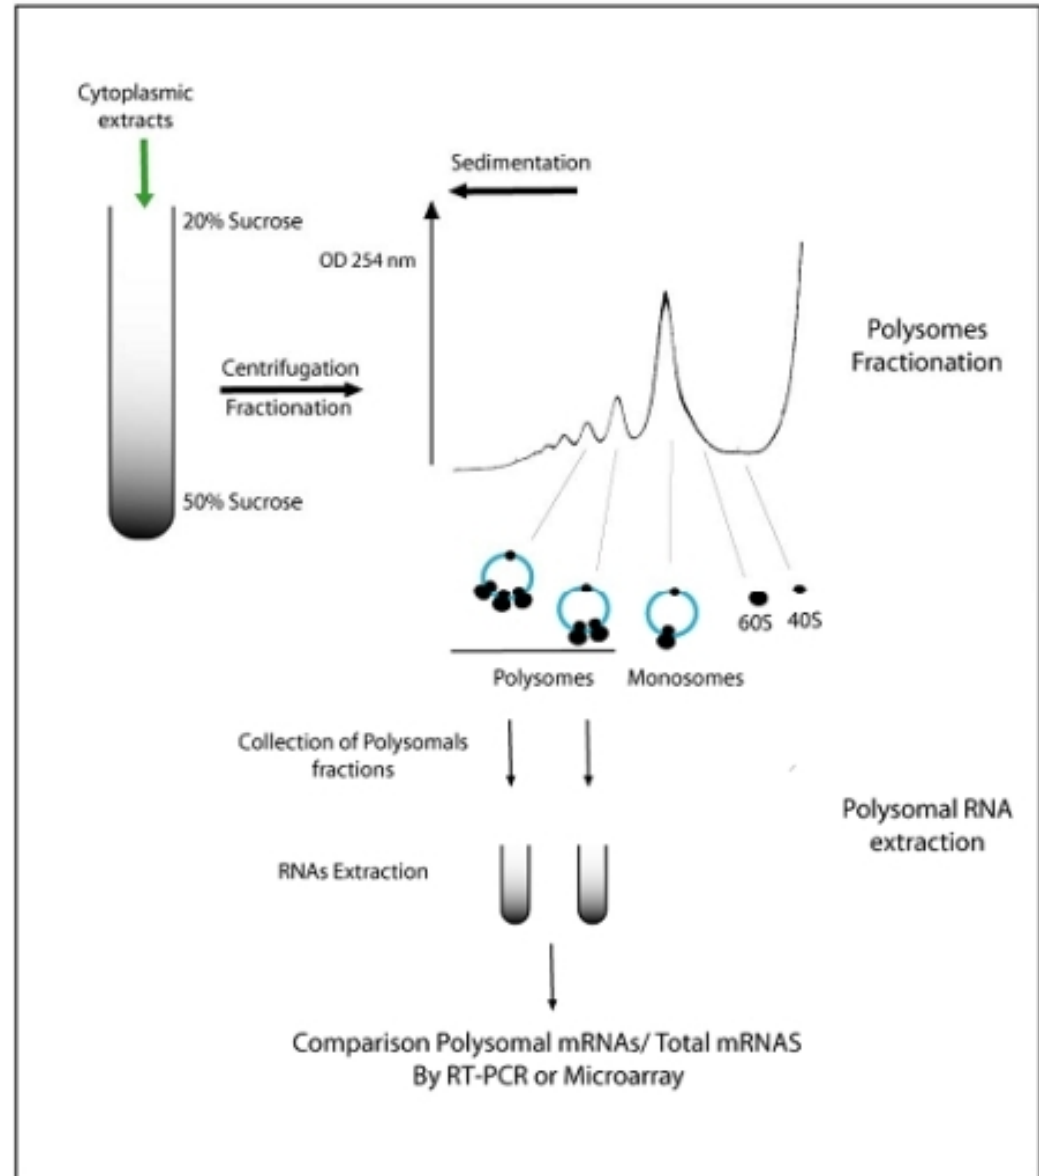 Cytoplasmic
extracts
20% Sucrose
50% Sucrose
Centrifugation
Fractionation
Sedimentation
OD 254 nm
Polysomes
Fractionation
60S
40S
Polysomes
Monosomes
Collection of Polysomals
fractions
Polysomal RNA
extraction
RNAs Extraction
Comparison Polysomal mRNAs/ Total mRNAS
By RT-PCR or Microarray